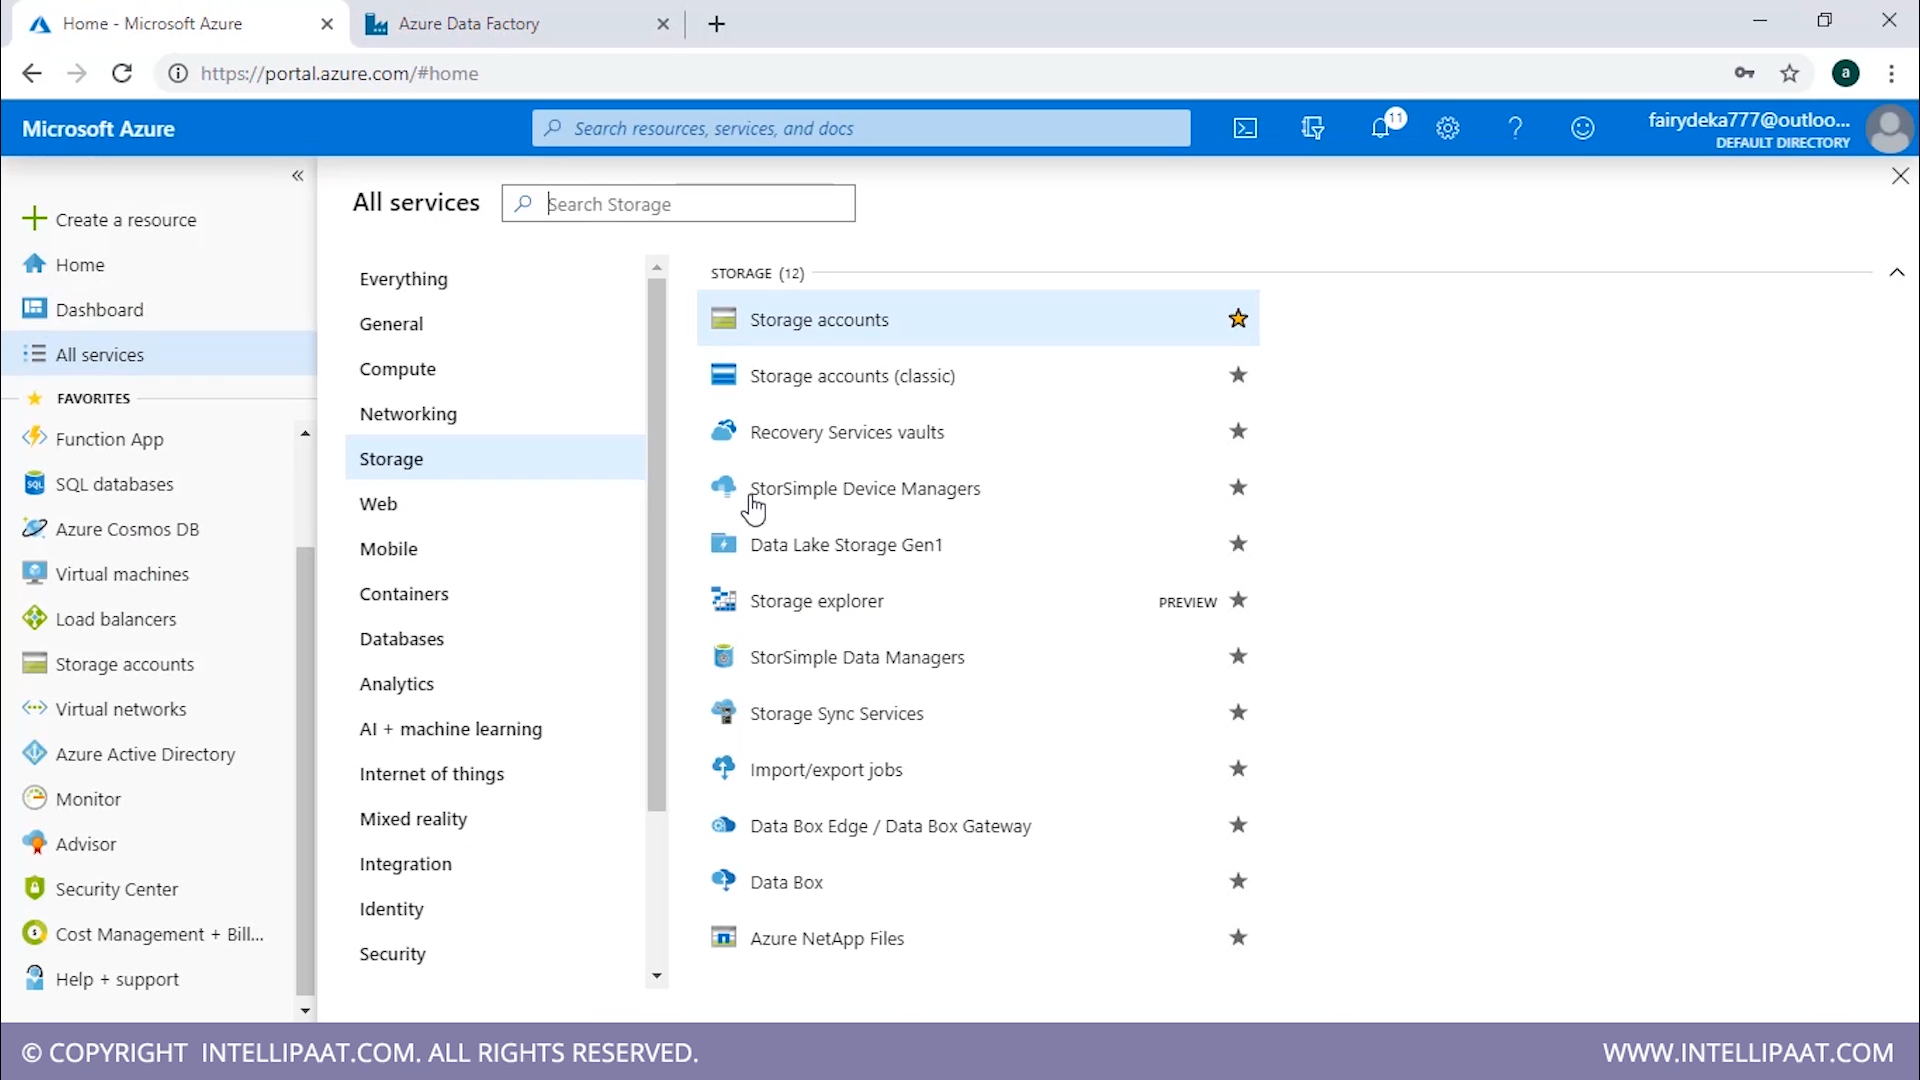 Home - Microsoft Azure
Azure Data Factory
https://portal.azure.com/#home
a
Microsoft Azure
Search resources, services, and docs
11
fairydeka777@outloo...
DEFAULT DIRECTORY
Create a resource
Home
Dashboard
All services
FAVORITES
Function App
SQL databases
Azure Cosmos DB
Virtual machines
Load balancers
Storage accounts
Virtual networks
Azure Active Directory
Monitor
Advisor
Security Center
Cost Management + Bill...
Help + support
All services
Search Storage
Everything
General
Compute
Networking
Storage
Web
Mobile
Containers
Databases
Analytics
AI + machine learning
Internet of things
Mixed reality
Integration
Identity
Security
STORAGE (12)
Storage accounts
Storage accounts (classic)
Recovery Services vaults
StorSimple Device Managers
Data Lake Storage Gen1
Storage explorer PREVIEW
StorSimple Data Managers
Storage Sync Services
Import/export jobs
Data Box Edge / Data Box Gateway
Data Box
Azure NetApp Files
© COPYRIGHT INTELLIPAAT.COM. ALL RIGHTS RESERVED.
WWW.INTELLIPAAT.COM